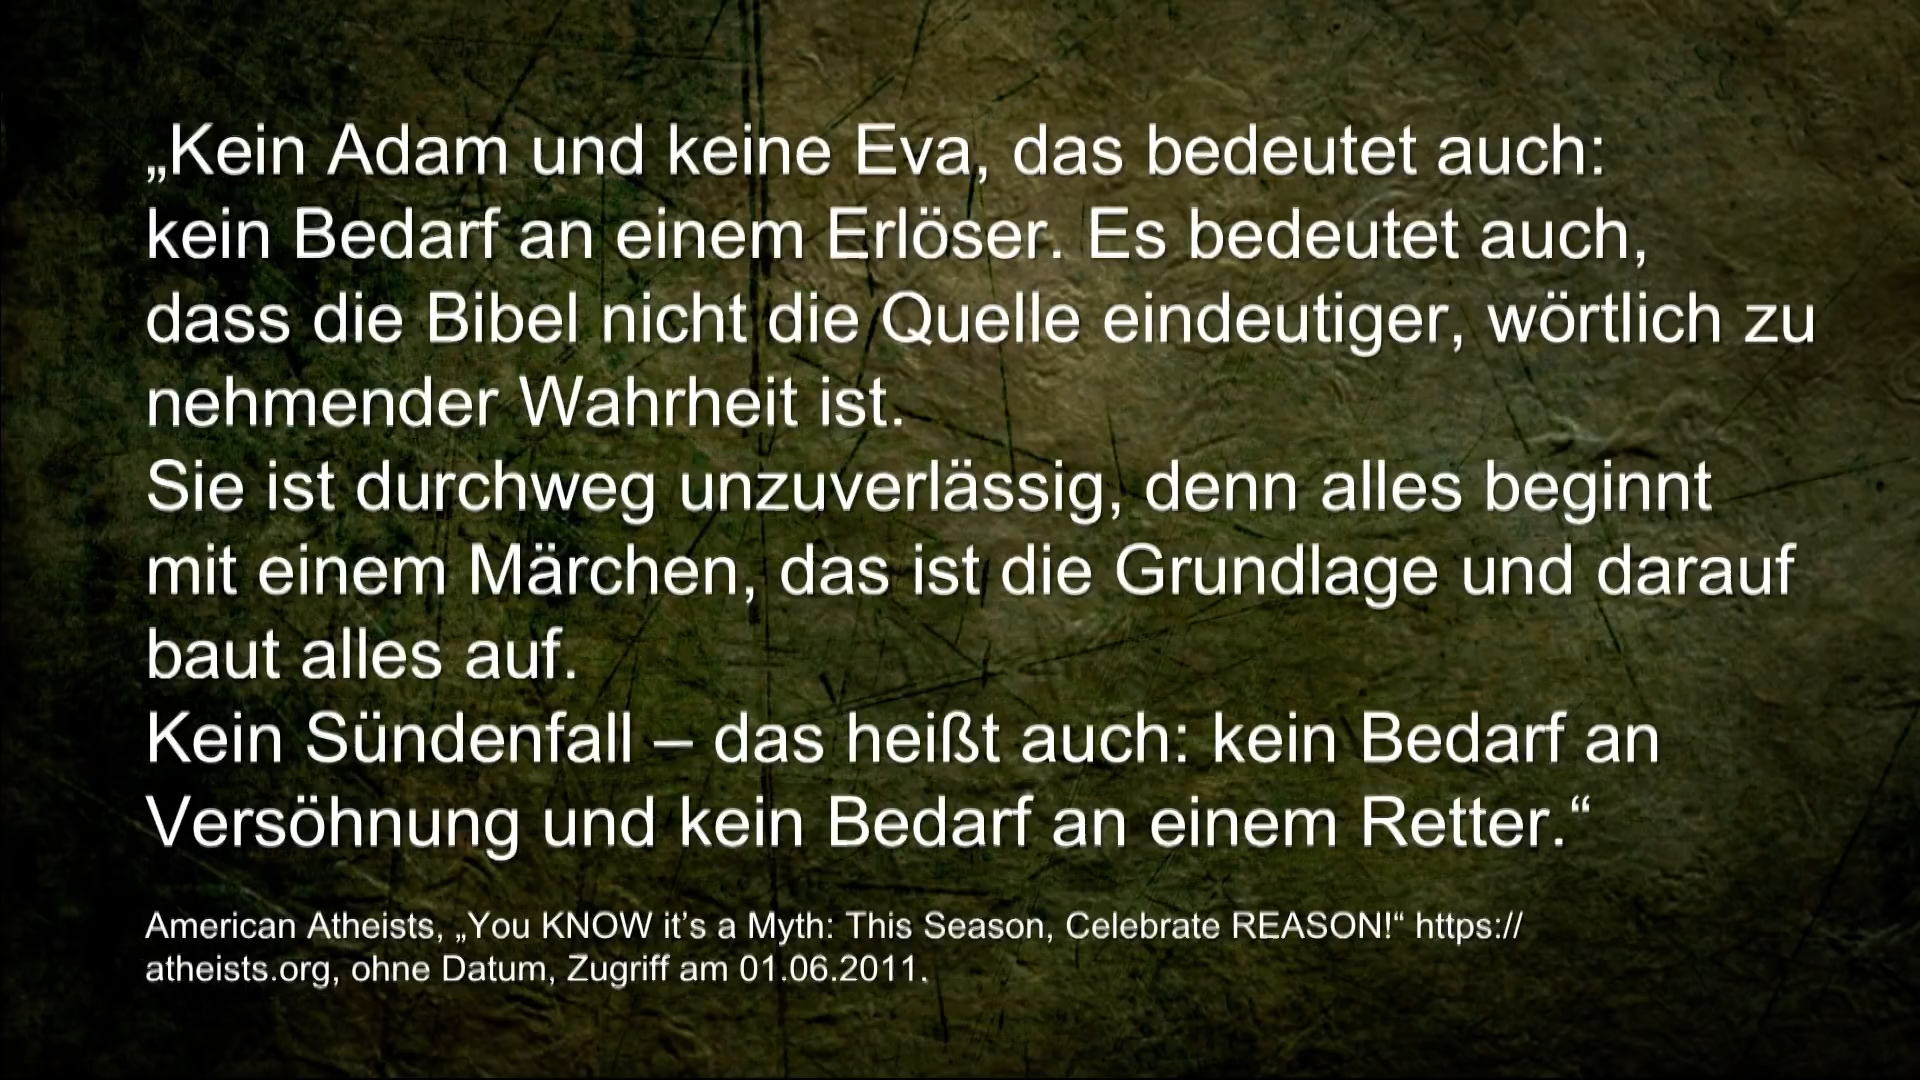 „Kein Adam und keine Eva, das bedeutet auch:
kein Bedarf an einem Erlöser. Es bedeutet auch,
dass die Bibel nicht die Quelle eindeutiger, wörtlich zu
nehmender Wahrheit ist.
Sie ist durchweg unzuverlässig, denn alles beginnt
mit einem Märchen, das ist die Grundlage und darauf
baut alles auf.
Kein Sündenfall – das heißt auch: kein Bedarf an
Versöhnung und kein Bedarf an einem Retter.“
American Atheists, „You KNOW it’s a Myth: This Season, Celebrate REASON!“ https://
atheists.org, ohne Datum, Zugriff am 01.06.2011.